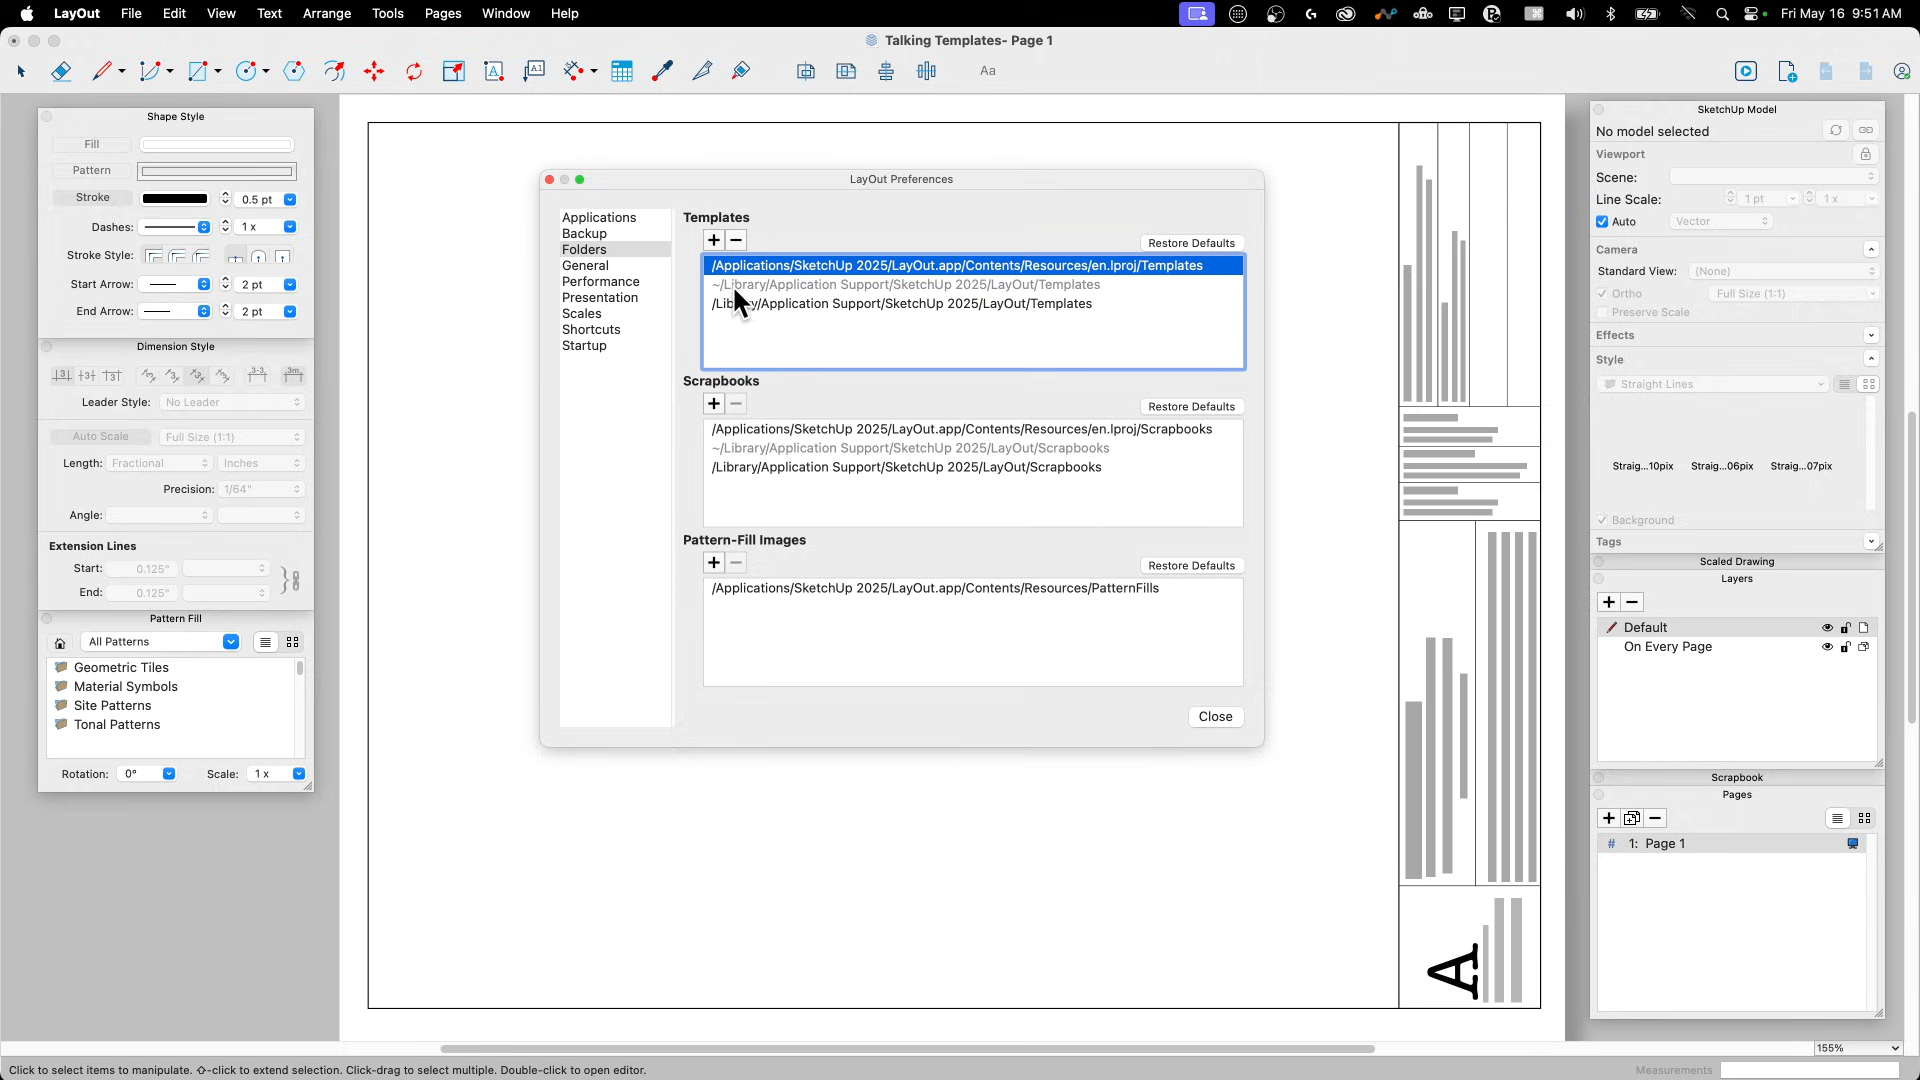 LayOut File Edit View Text Arrange Tools Pages Window Help
Fri May 16 9:51 AM
Talking Templates- Page 1
A1
Aa
Shape Style
Fill
Pattern
Stroke 0.5 pt
Dashes: 1 x
Stroke Style:
Start Arrow: 2 pt
End Arrow: 2 pt
Dimension Style
Leader Style: No Leader
Auto Scale Full Size (1:1)
Length: Fractional Inches
Precision: 1/64"
Angle:
Extension Lines
Start: 0.125"
End: 0.125"
Pattern Fill
All Patterns
Geometric Tiles
Material Symbols
Site Patterns
Tonal Patterns
Rotation: 0° Scale: 1 x
LayOut Preferences
Applications
Backup
Folders
General
Performance
Presentation
Scales
Shortcuts
Startup
Templates
Restore Defaults
/Applications/SketchUp 2025/LayOut.app/Contents/Resources/en.lproj/Templates
~/Library/Application Support/SketchUp 2025/LayOut/Templates
/Library/Application Support/SketchUp 2025/LayOut/Templates
Scrapbooks
Restore Defaults
/Applications/SketchUp 2025/LayOut.app/Contents/Resources/en.lproj/Scrapbooks
~/Library/Application Support/SketchUp 2025/LayOut/Scrapbooks
/Library/Application Support/SketchUp 2025/LayOut/Scrapbooks
Pattern-Fill Images
Restore Defaults
/Applications/SketchUp 2025/LayOut.app/Contents/Resources/PatternFills
Close
A
SketchUp Model
No model selected
Viewport
Scene:
Line Scale: 1 pt 1 x
Auto Vector
Camera
Standard View: (None)
Ortho Full Size (1:1)
Preserve Scale
Effects
Style
Straight Lines
Straig...10pix Straig...06pix Straig...07pix
Background
Tags
Scaled Drawing
Layers
Default
On Every Page
Scrapbook
Pages
# 1: Page 1
155%
Click to select items to manipulate. ⇧-click to extend selection. Click-drag to select multiple. Double-click to open editor.
Measurements